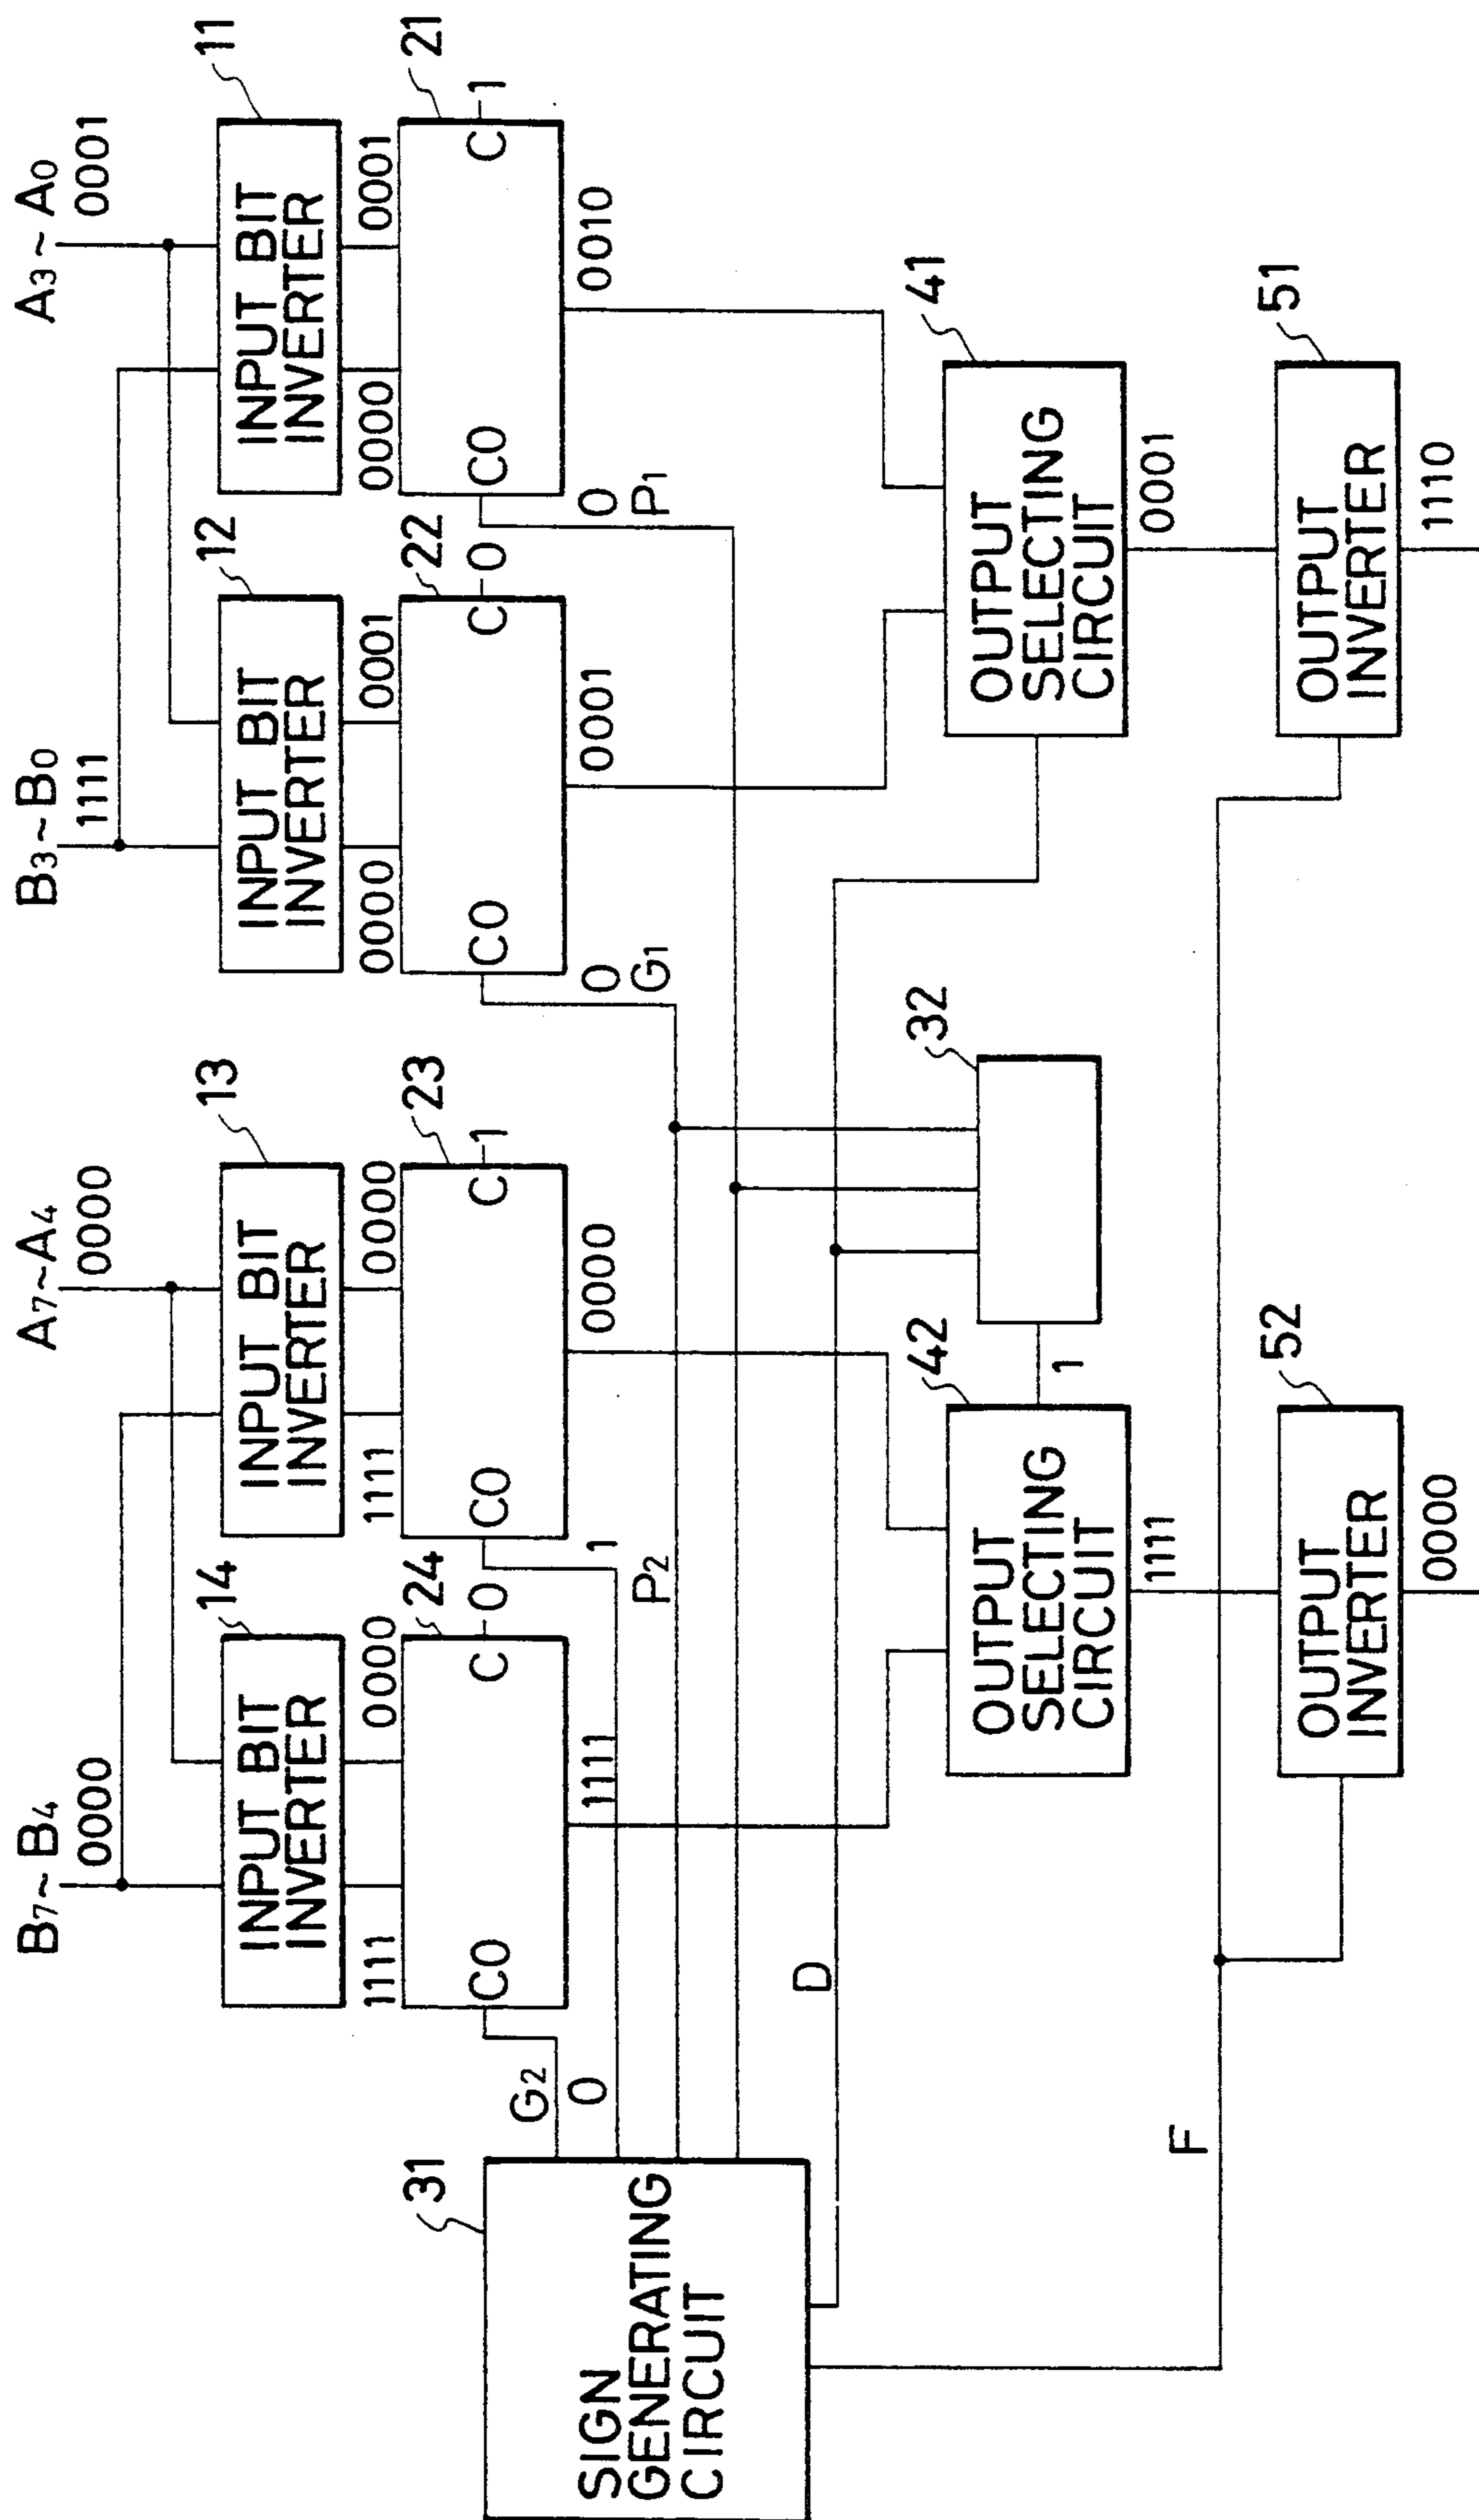 B7~B4
0000
A7~A4
0000
B3~B0
1111
A3~A0
0001
14
13
12
11
INPUT BIT
INVERTER
INPUT BIT
INVERTER
INPUT BIT
INVERTER
INPUT BIT
INVERTER
1111
0000
1111
0000
0000
0001
0000
0001
31
24
23
22
21
CO
C
0
CO
C
1
CO
C
0
CO
C
1
G2
0
1111
1
P2
0000
0
G1
0001
0
P1
0010
SIGN
GENERATING
CIRCUIT
D
42
32
41
OUTPUT
SELECTING
CIRCUIT
1
OUTPUT
SELECTING
CIRCUIT
1111
0001
F
52
51
OUTPUT
INVERTER
OUTPUT
INVERTER
0000
1110